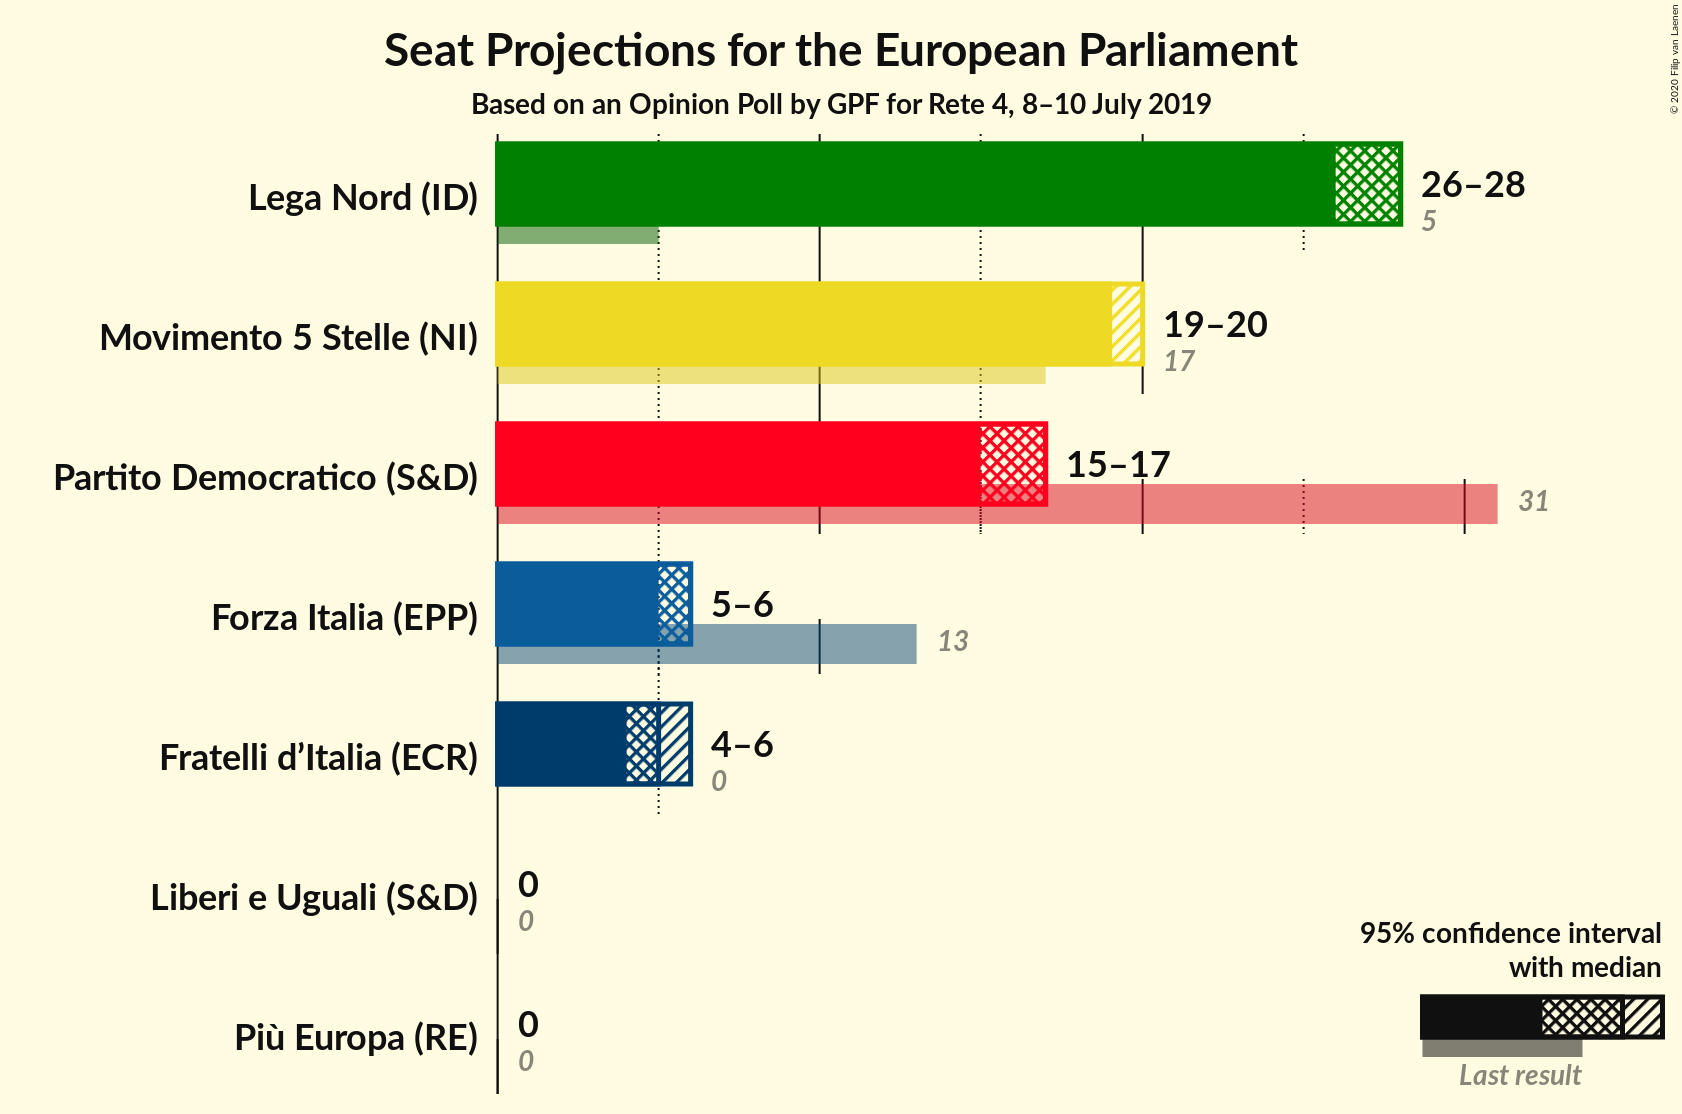 Seat Projections for the European Parliament
Based on an Opinion Poll by GPF for Rete 4, 8–10 July 2019
© 2020 Filip van Laenen
Lega Nord (ID)
26–28
5
Movimento 5 Stelle (NI)
19–20
17
Partito Democratico (S&D)
15–17
31
Forza Italia (EPP)
5–6
13
Fratelli d’Italia (ECR)
4–6
0
Liberi e Uguali (S&D)
0
0
Più Europa (RE)
0
0
95% confidence interval
with median
Last result